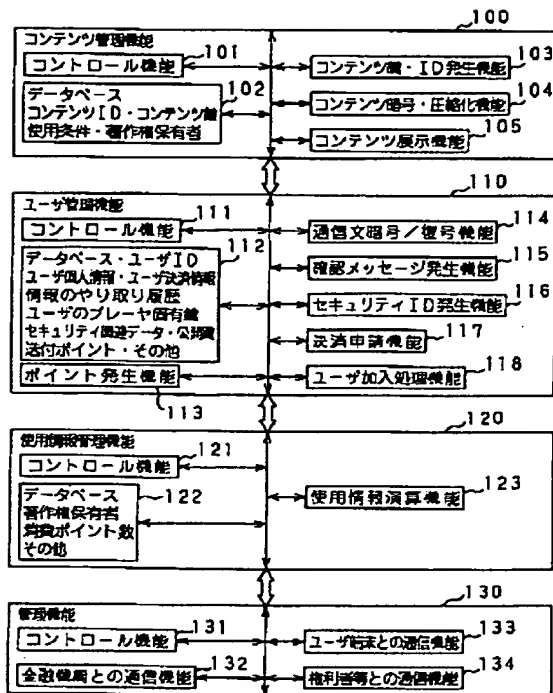 100
コンテンツ管理機能
101
コントロール機能
102
データベース
コンテンツID・コンテンツ鍵
使用条件・著作権保有者
103
コンテンツ鍵・ID発生機能
104
コンテンツ暗号・圧縮化機能
105
コンテンツ展示機能
110
ユーザ管理機能
111
コントロール機能
112
データベース・ユーザID
ユーザ個人情報・ユーザ決済情報
情報のやり取り履歴
ユーザのプレーヤ固有鍵
セキュリティ関連データ・公開鍵
送付ポイント・その他
ポイント発生機能
113
114
通信文暗号/復号機能
115
確認メッセージ発生機能
116
セキュリティID発生機能
117
決済申請機能
118
ユーザ加入処理機能
120
使用情報管理機能
121
コントロール機能
122
データベース
著作権保有者
消費ポイント数
その他
123
使用情報演算機能
130
管理機能
131
コントロール機能
132
金融機関との通信機能
133
ユーザ端末との通信機能
134
権利者等との通信機能